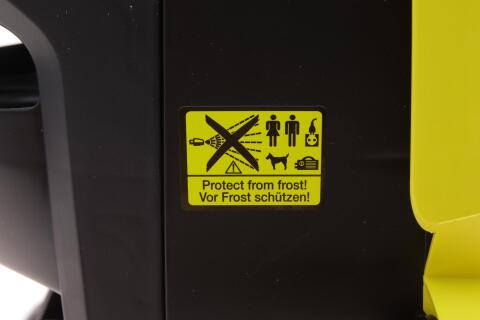 Protect from frost!
Vor Frost schützen!